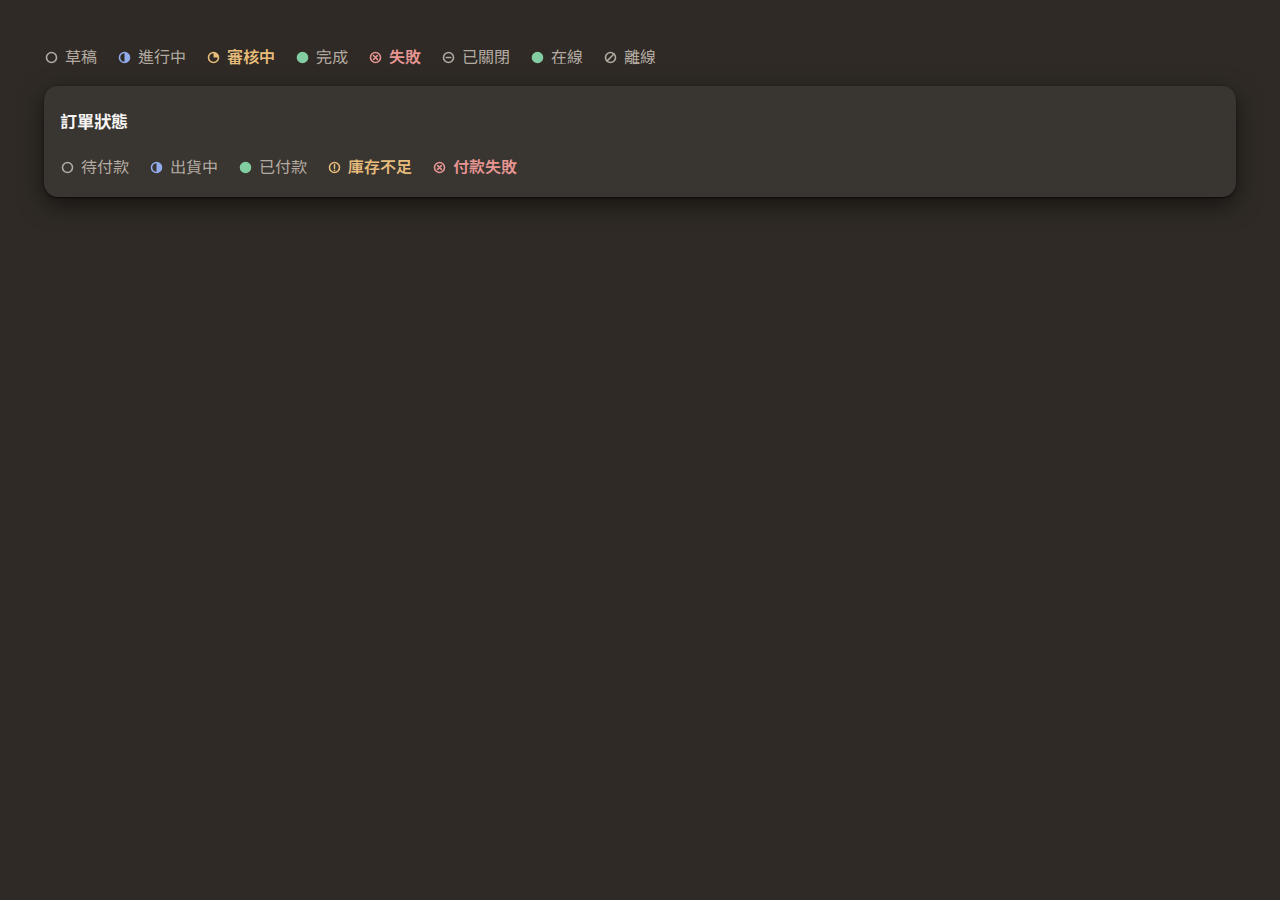 草稿 進行中 審核中 完成 失敗 已關閉 在線 離線
訂單狀態
待付款 出貨中 已付款 庫存不足 付款失敗